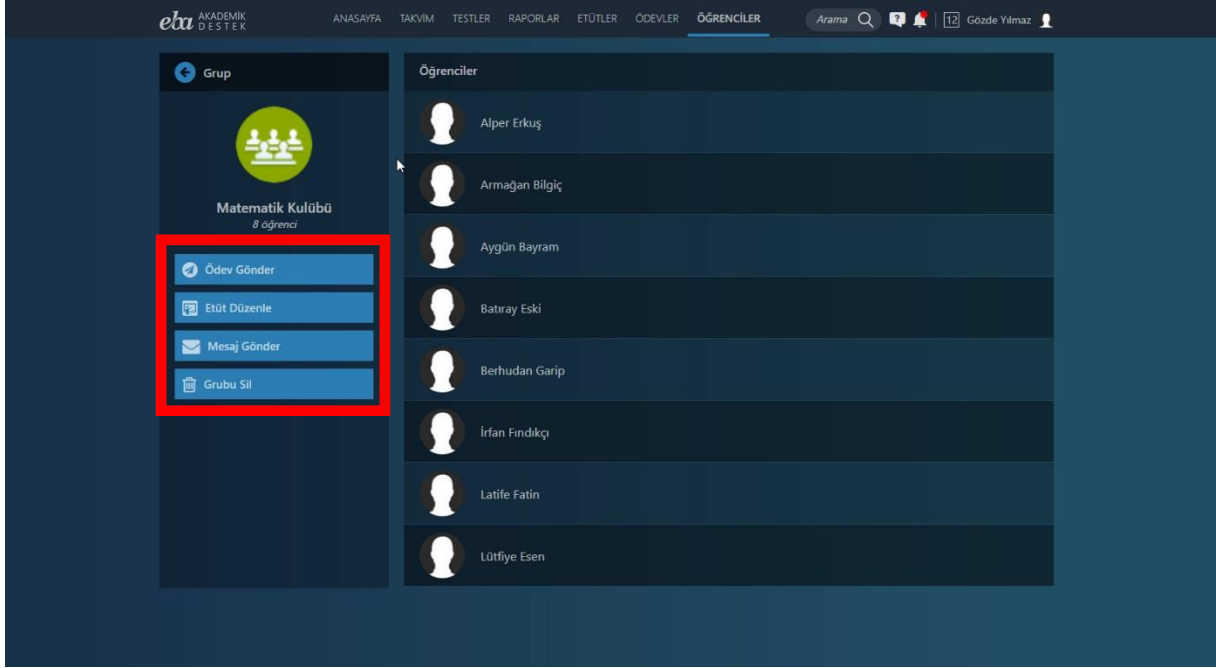 eba AKADEMİK DESTEK
ANASAYFA TAKVİM TESTLER RAPORLAR ETÜTLER ÖDEVLER ÖĞRENCİLER Arama ? 12 Gözde Yılmaz
Grup
Matematik Kulübü
8 öğrenci
Ödev Gönder
Etüt Düzenle
Mesaj Gönder
Grubu Sil
Öğrenciler
Alper Erkuş
Armağan Bilgiç
Aygün Bayram
Batıray Eski
Berhudan Garip
İrfan Fındıkçı
Latife Fatin
Lütfiye Esen